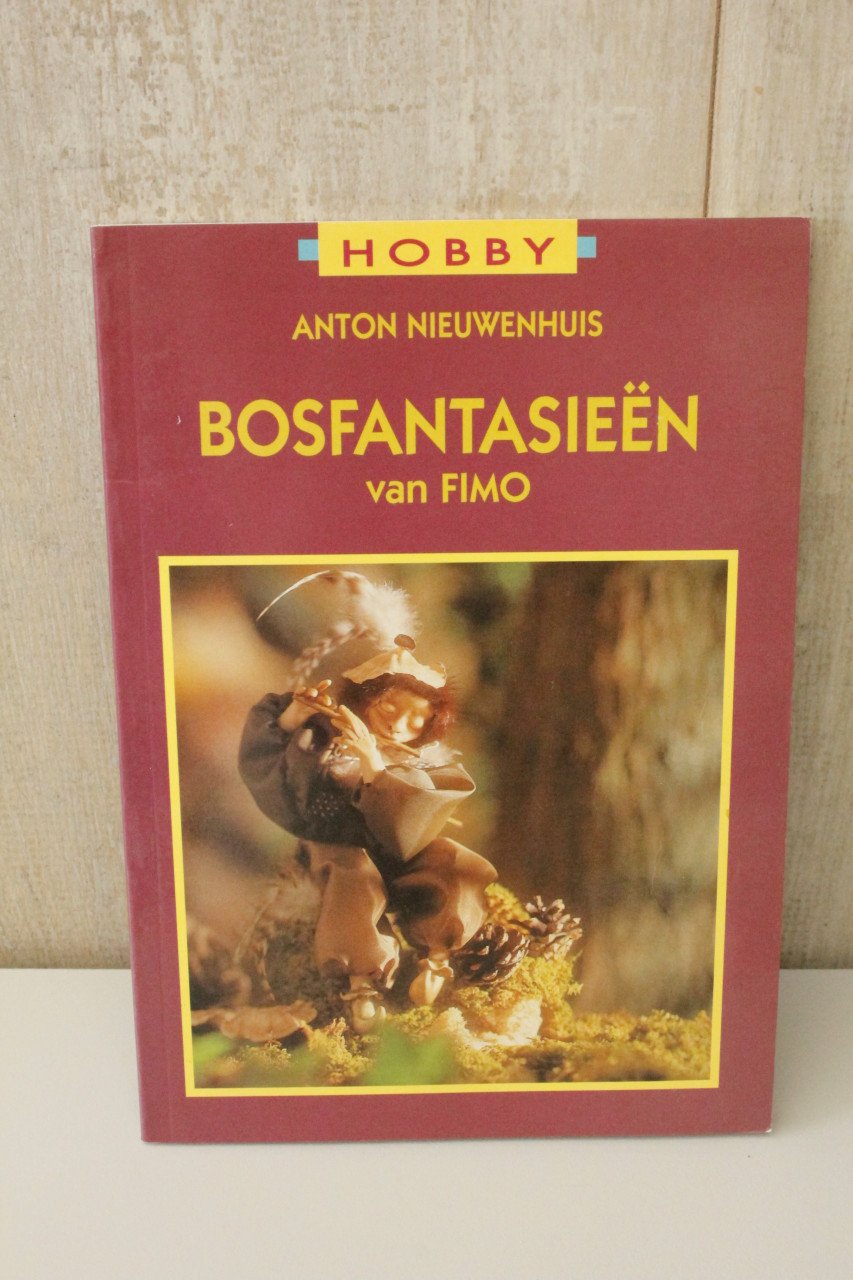 HOBBY
ANTON NIEUWENHUIS
BOSFANTASIEËN
van FIMO